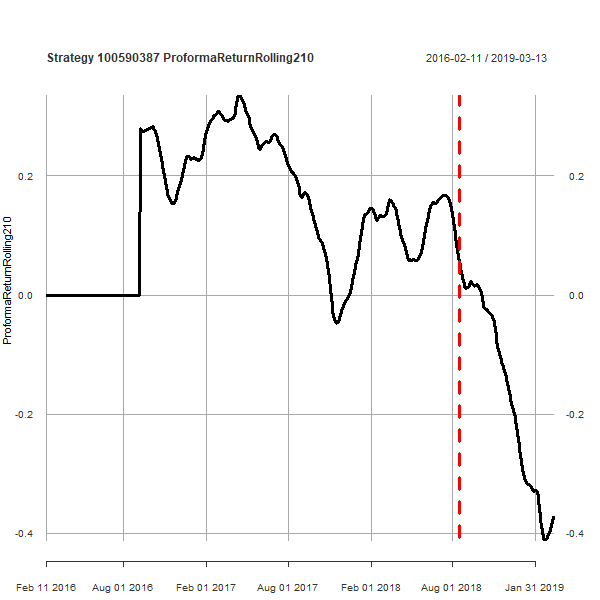 Strategy 100590387 ProformaReturnRolling210
2016-02-11 / 2019-03-13
ProformaReturnRolling210
0.2 0.2
0.0 0.0
-0.2 -0.2
-0.4 -0.4
Feb 11 2016 Aug 01 2016 Feb 01 2017 Aug 01 2017 Feb 01 2018 Aug 01 2018 Jan 31 2019